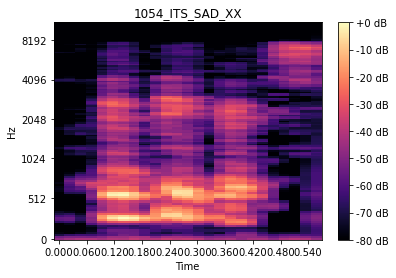 1054_ITS_SAD_XX
8192
4096
2048
1024
512
0
Hz
0.0000.0600.1200.1800.2400.3000.3600.4200.4800.540
Time
+0 dB
-10 dB
-20 dB
-30 dB
-40 dB
-50 dB
-60 dB
-70 dB
-80 dB